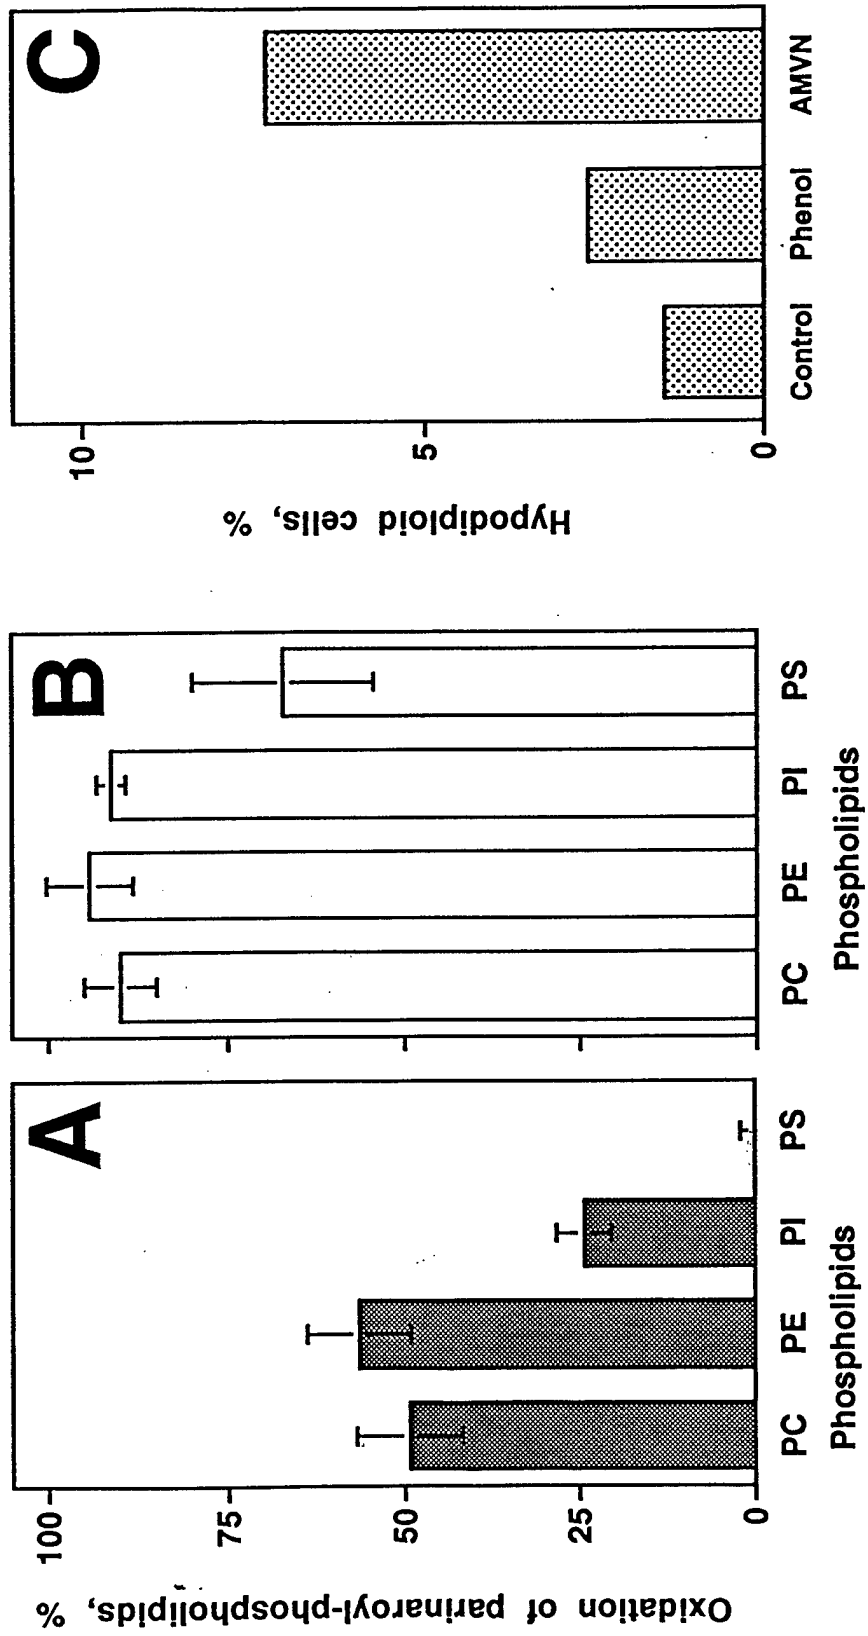 Oxidation of parinaroyl-phospholipids, %
100
75
50
25
0
A
PC PE PI PS
Phospholipids
B
PC PE PI PS
Phospholipids
Hypodiploid cells, %
10
5
0
C
Control Phenol AMVN